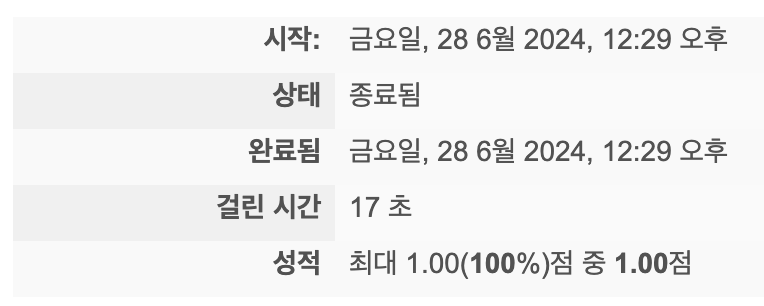 시작: 금요일, 28 6월 2024, 12:29 오후
상태 종료됨
완료됨 금요일, 28 6월 2024, 12:29 오후
걸린 시간 17 초
성적 최대 1.00(100%)점 중 1.00점